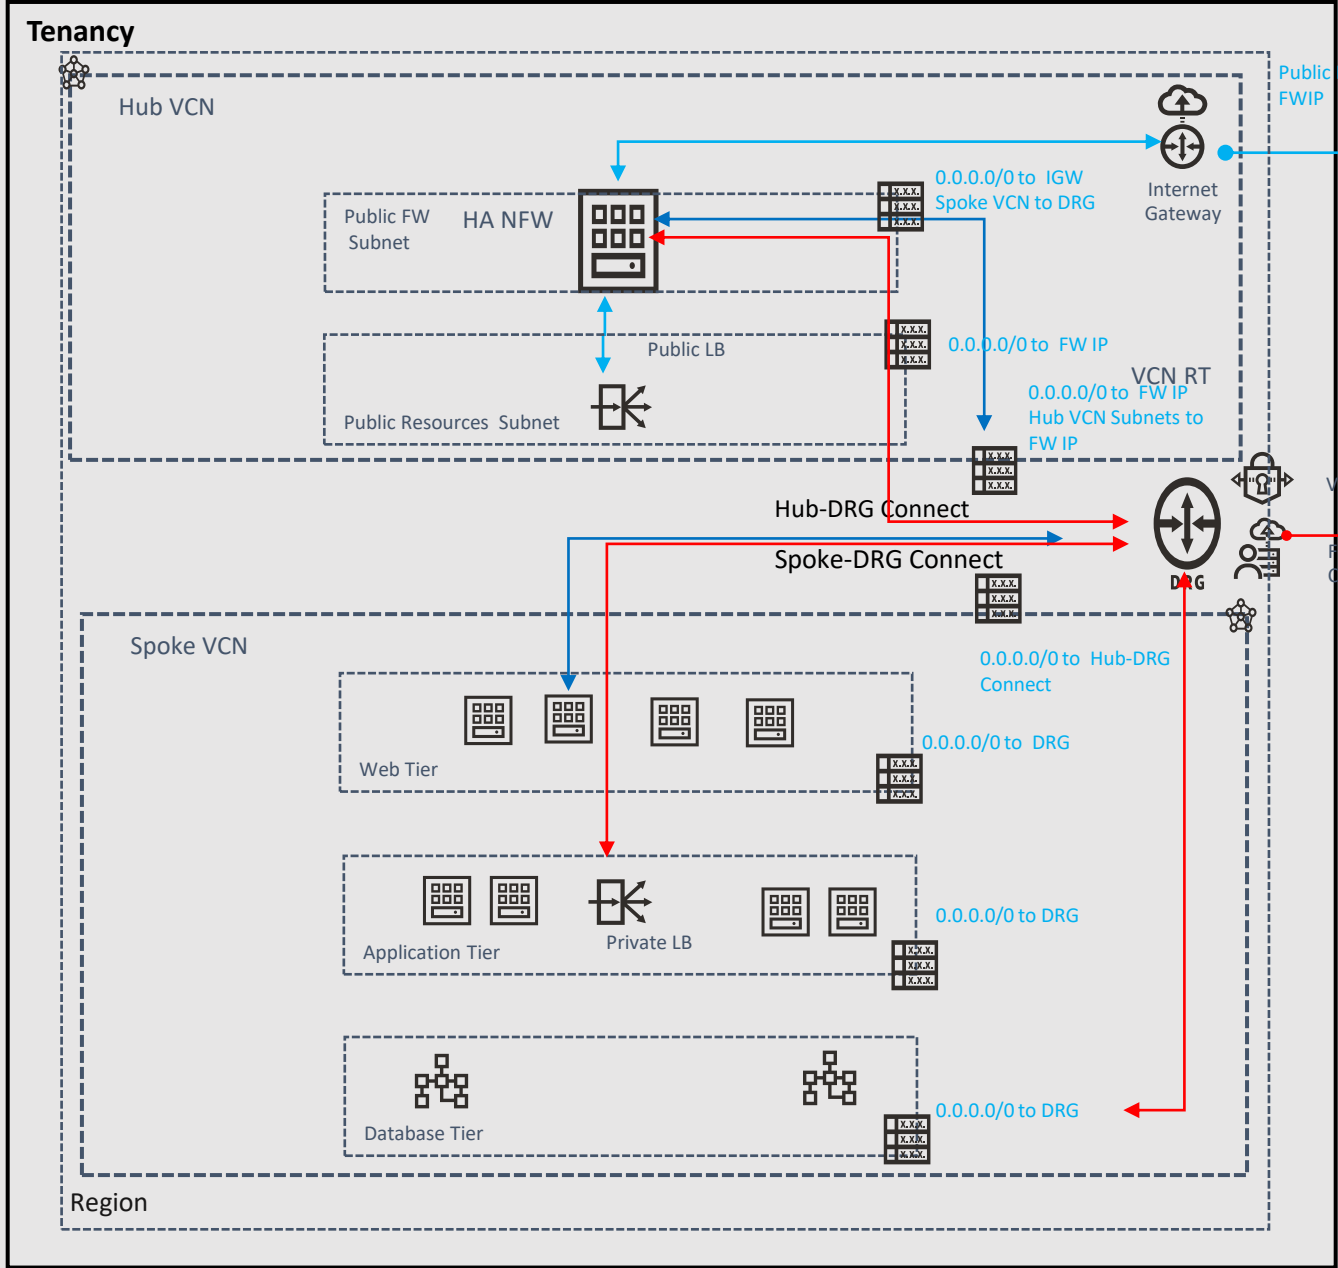 Tenancy
Public
FWIP
Hub VCN
Internet
Gateway
0.0.0.0/0 to IGW
Spoke VCN to DRG
Public FW
Subnet
HA NFW
X.X.X.
X.X.X.
X.X.X.
Public LB
0.0.0.0/0 to FW IP
X.X.X.
X.X.X.
X.X.X.
VCN RT
0.0.0.0/0 to FW IP
Hub VCN Subnets to
FW IP
Public Resources Subnet
X.X.X.
X.X.X.
X.X.X.
Hub-DRG Connect
Spoke-DRG Connect
DRG
X.X.X.
X.X.X.
X.X.X.
Spoke VCN
0.0.0.0/0 to Hub-DRG
Connect
0.0.0.0/0 to DRG
Web Tier
X.X.X.
X.X.X.
X.X.X.
0.0.0.0/0 to DRG
Private LB
Application Tier
X.X.X.
X.X.X.
X.X.X.
0.0.0.0/0 to DRG
Database Tier
X.X.X.
X.X.X.
X.X.X.
Region